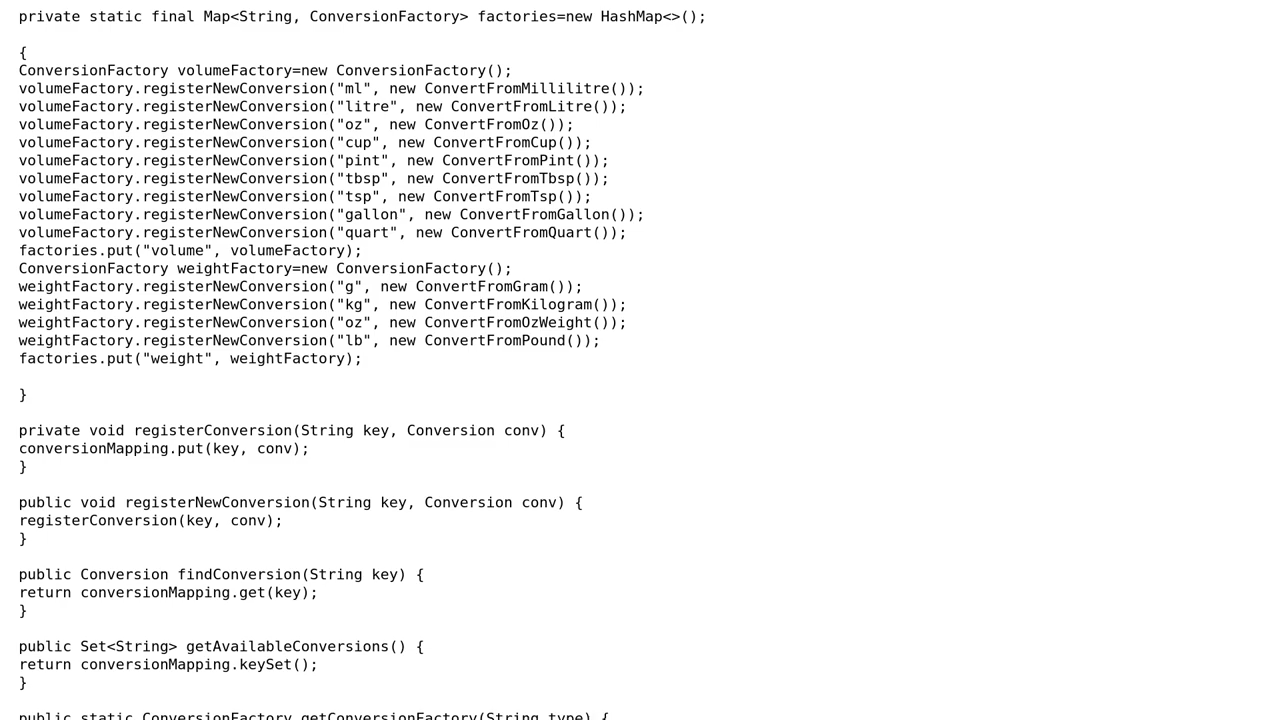 private static final Map<String, ConversionFactory> factories=new HashMap<>();
{
ConversionFactory volumeFactory=new ConversionFactory();
volumeFactory.registerNewConversion("ml", new ConvertFromMillilitre());
volumeFactory.registerNewConversion("litre", new ConvertFromLitre());
volumeFactory.registerNewConversion("oz", new ConvertFromOz());
volumeFactory.registerNewConversion("cup", new ConvertFromCup());
volumeFactory.registerNewConversion("pint", new ConvertFromPint());
volumeFactory.registerNewConversion("tbsp", new ConvertFromTbsp());
volumeFactory.registerNewConversion("tsp", new ConvertFromTsp());
volumeFactory.registerNewConversion("gallon", new ConvertFromGallon());
volumeFactory.registerNewConversion("quart", new ConvertFromQuart());
factories.put("volume", volumeFactory);
ConversionFactory weightFactory=new ConversionFactory();
weightFactory.registerNewConversion("g", new ConvertFromGram());
weightFactory.registerNewConversion("kg", new ConvertFromKilogram());
weightFactory.registerNewConversion("oz", new ConvertFromOzWeight());
weightFactory.registerNewConversion("lb", new ConvertFromPound());
factories.put("weight", weightFactory);
}
private void registerConversion(String key, Conversion conv) {
conversionMapping.put(key, conv);
}
public void registerNewConversion(String key, Conversion conv) {
registerConversion(key, conv);
}
public Conversion findConversion(String key) {
return conversionMapping.get(key);
}
public Set<String> getAvailableConversions() {
return conversionMapping.keySet();
}
public static ConversionFactory getConversionFactory(String type) {